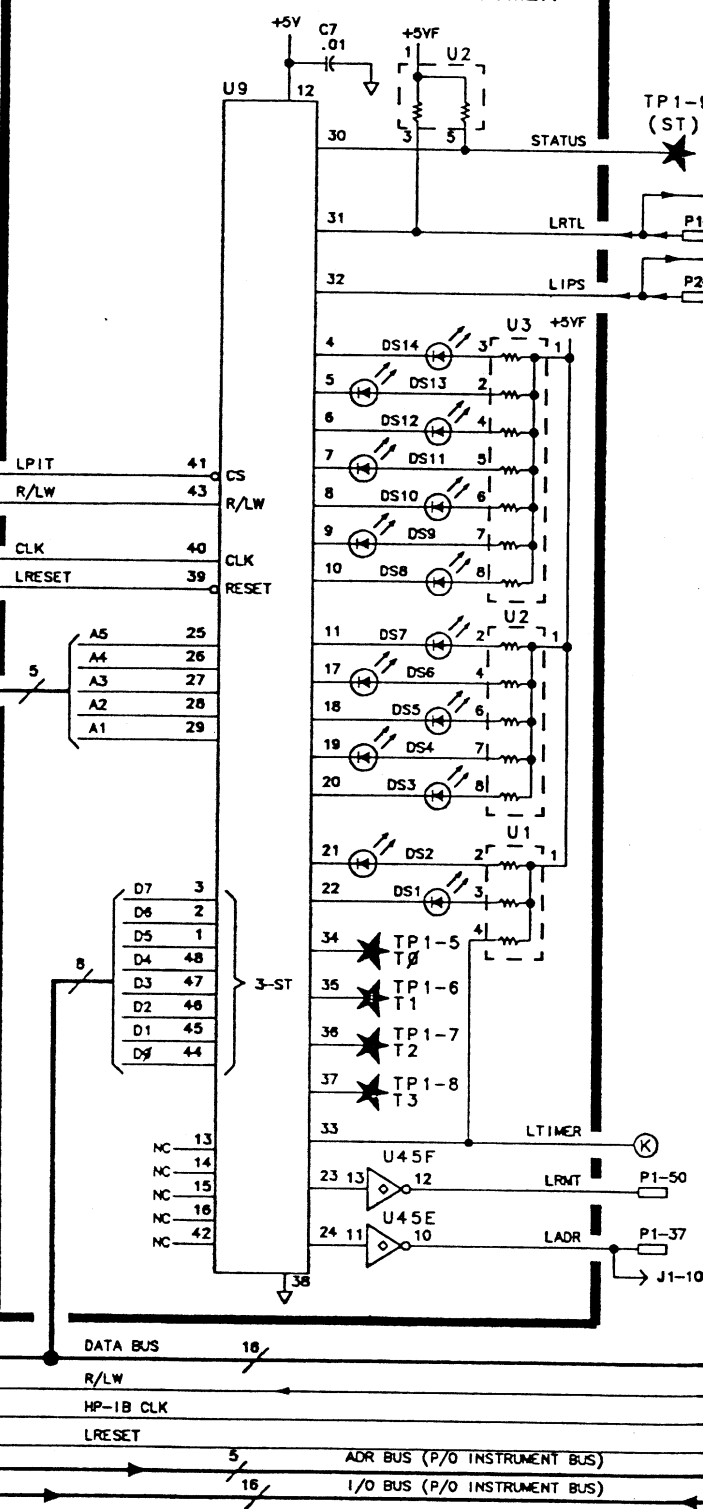 +5V
C7
.01
+5VF
1
U2
U9
12
3
5
TP1-
(ST)
30
STATUS
31
LRTL
P1-
32
LIPS
P2
U3
+5VF
4 DS14 3 1
5 DS13 2
6 DS12 4
7 DS11 5
8 DS10 6
9 DS9 7
10 DS8 8
LPIT 41 CS
R/LW 43 R/LW
CLK 40 CLK
LRESET 39 RESET
U2
11 DS7 2 1
17 DS6 4
18 DS5 6
19 DS4 7
20 DS3 8
5
A5 25
A4 26
A3 27
A2 28
A1 29
U1
21 DS2 2 1
22 DS1 3
4
8
D7 3
D6 2
D5 1
D4 48
D3 47
D2 46
D1 45
DØ 44
3-ST
34 TP1-5
TØ
35 TP1-6
T1
36 TP1-7
T2
37 TP1-8
T3
33 LTIMER K
NC 13
NC 14
NC 15
NC 16
NC 42
U45F
23 13 12 LRMT P1-50
U45E
24 11 10 LADR P1-37
J1-10
38
DATA BUS 16
R/LW
HP-IB CLK
LRESET
5 ADR BUS (P/O INSTRUMENT BUS)
16 I/O BUS (P/O INSTRUMENT BUS)